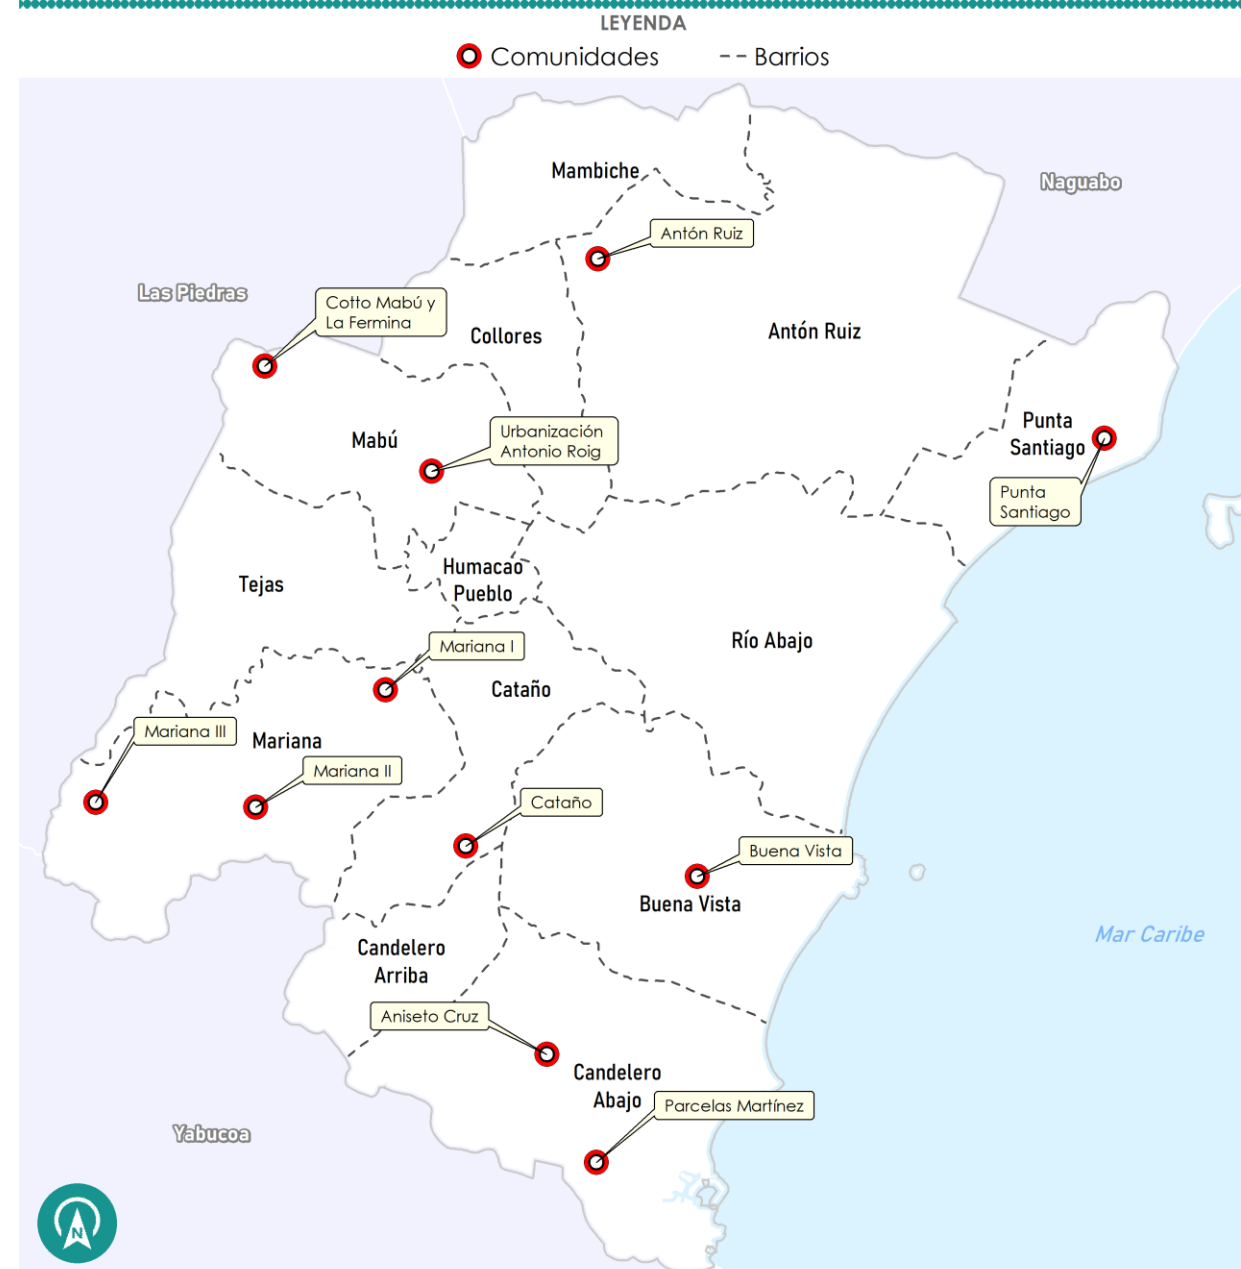 LEYENDA
Comunidades
Barrios
Mambiche
Naguabo
Antón Ruiz
Las Piedras
Cotto Mabú y
La Fermina
Collores
Antón Ruiz
Mabú
Urbanización
Antonio Roig
Punta
Santiago
Punta
Santiago
Humacao
Pueblo
Tejas
Mariana I
Río Abajo
Cataño
Mariana III
Mariana
Mariana II
Cataño
Buena Vista
Buena Vista
Mar Caribe
Candelero
Arriba
Aniseto Cruz
Candelero
Abajo
Parcelas Martínez
Yabucoa
N